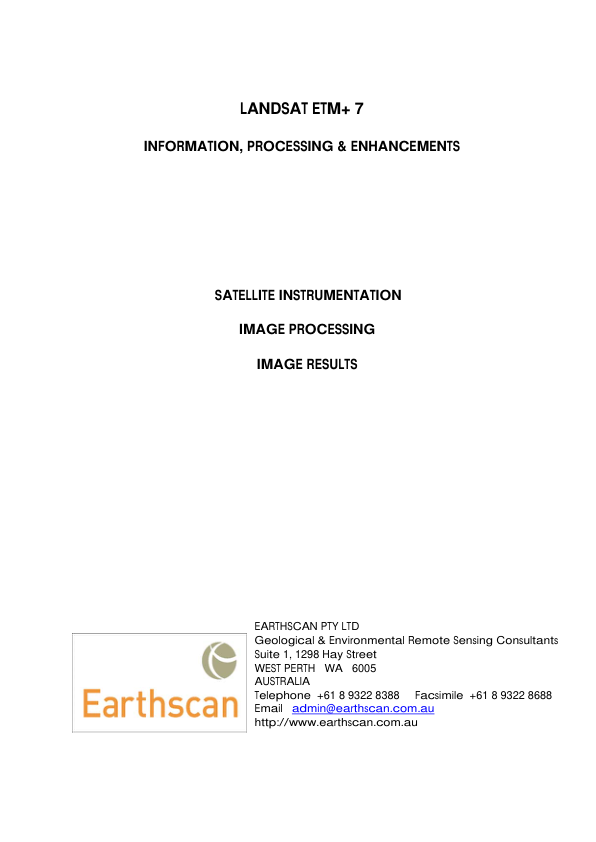 LANDSAT ETM+ 7
INFORMATION, PROCESSING & ENHANCEMENTS
SATELLITE INSTRUMENTATION
IMAGE PROCESSING
IMAGE RESULTS
EARTHSCAN PTY LTD
Geological & Environmental Remote Sensing Consultants
Suite 1, 1298 Hay Street
WEST PERTH WA 6005
AUSTRALIA
Telephone +61 8 9322 8388 Facsimile +61 8 9322 8688
Email admin@earthscan.com.au
http://www.earthscan.com.au
Earthscan